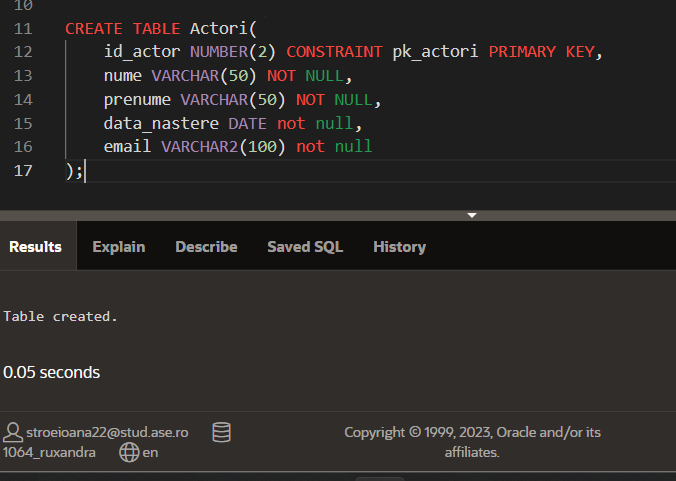 10
11 CREATE TABLE Actori(
12 id_actor NUMBER(2) CONSTRAINT pk_actori PRIMARY KEY,
13 nume VARCHAR(50) NOT NULL,
14 prenume VARCHAR(50) NOT NULL,
15 data_nastere DATE not null,
16 email VARCHAR2(100) not null
17 );
Results Explain Describe Saved SQL History
Table created.
0.05 seconds
stroeioana22@stud.ase.ro
1064_ruxandra en
Copyright © 1999, 2023, Oracle and/or its
affiliates.